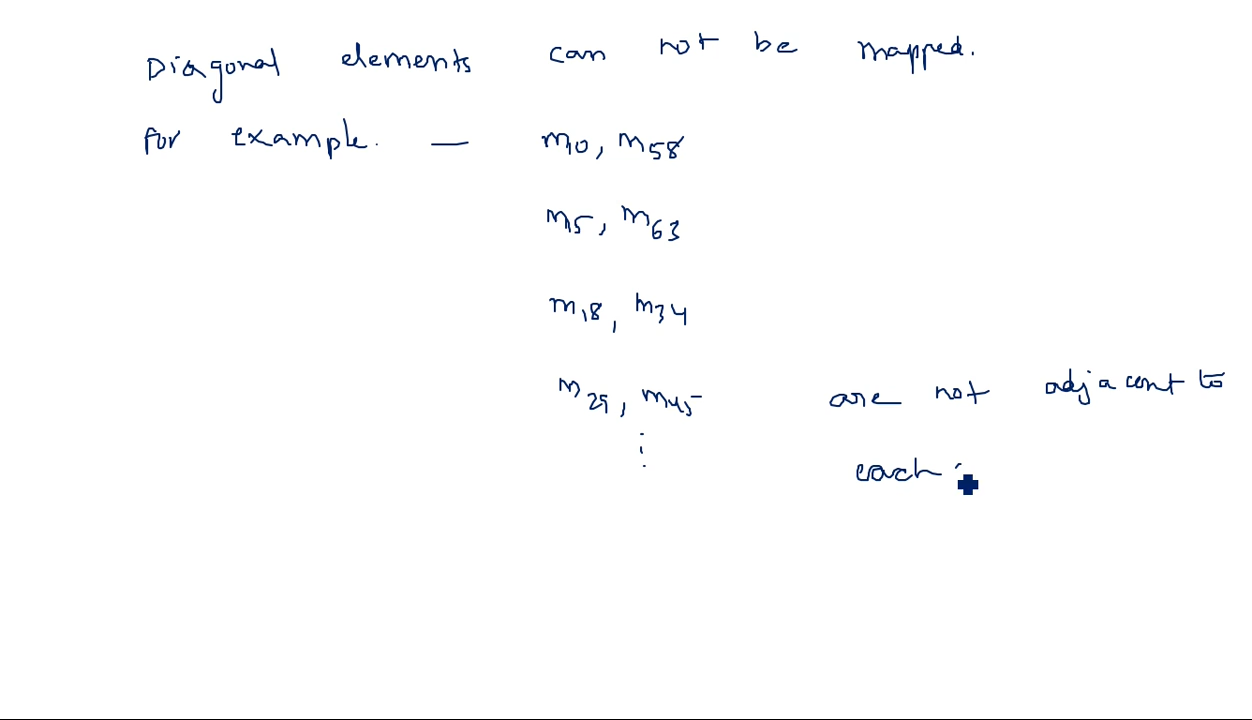 Diagonal elements can not be mapped.
for example. — m10, m58
m5, m63
m18, m34
m29, m45 are not adjacent to
each